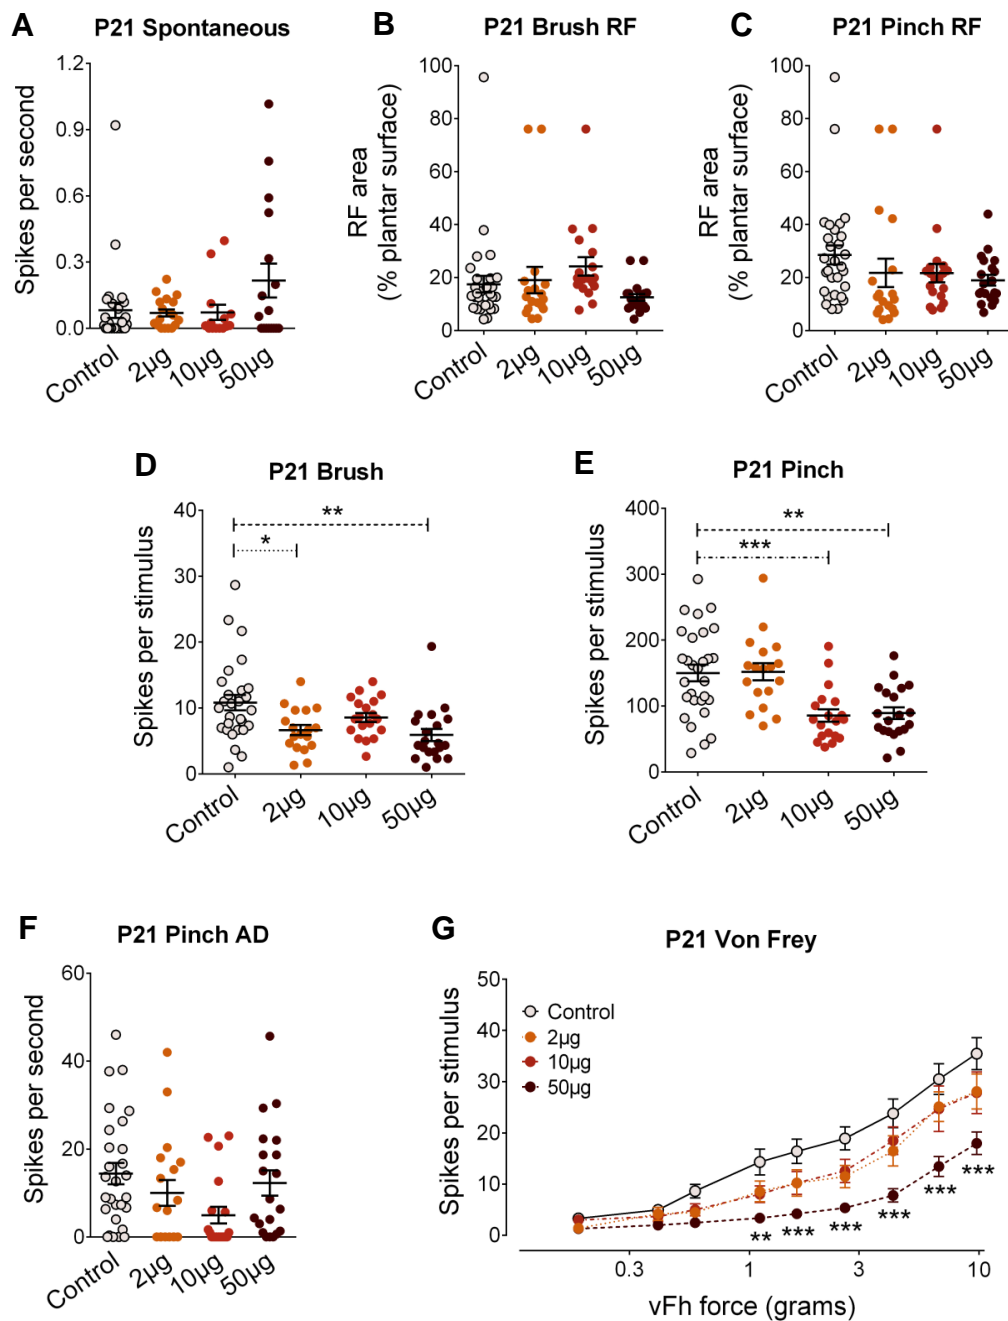 A
P21 Spontaneous
Spikes per second
1.2
0.9
0.6
0.3
0.0
Control
2µg
10µg
50µg
B
P21 Brush RF
RF area
(% plantar surface)
100
80
60
40
20
0
Control
2µg
10µg
50µg
C
P21 Pinch RF
RF area
(% plantar surface)
100
80
60
40
20
0
Control
2µg
10µg
50µg
D
P21 Brush
Spikes per stimulus
40
30
20
10
0
**
*
Control
2µg
10µg
50µg
E
P21 Pinch
Spikes per stimulus
400
300
200
100
0
**
***
Control
2µg
10µg
50µg
F
P21 Pinch AD
Spikes per second
60
40
20
0
Control
2µg
10µg
50µg
G
P21 Von Frey
Spikes per stimulus
50
40
30
20
10
0
Control
2µg
10µg
50µg
** *** *** *** *** ***
0.3 1 3 10
vFh force (grams)